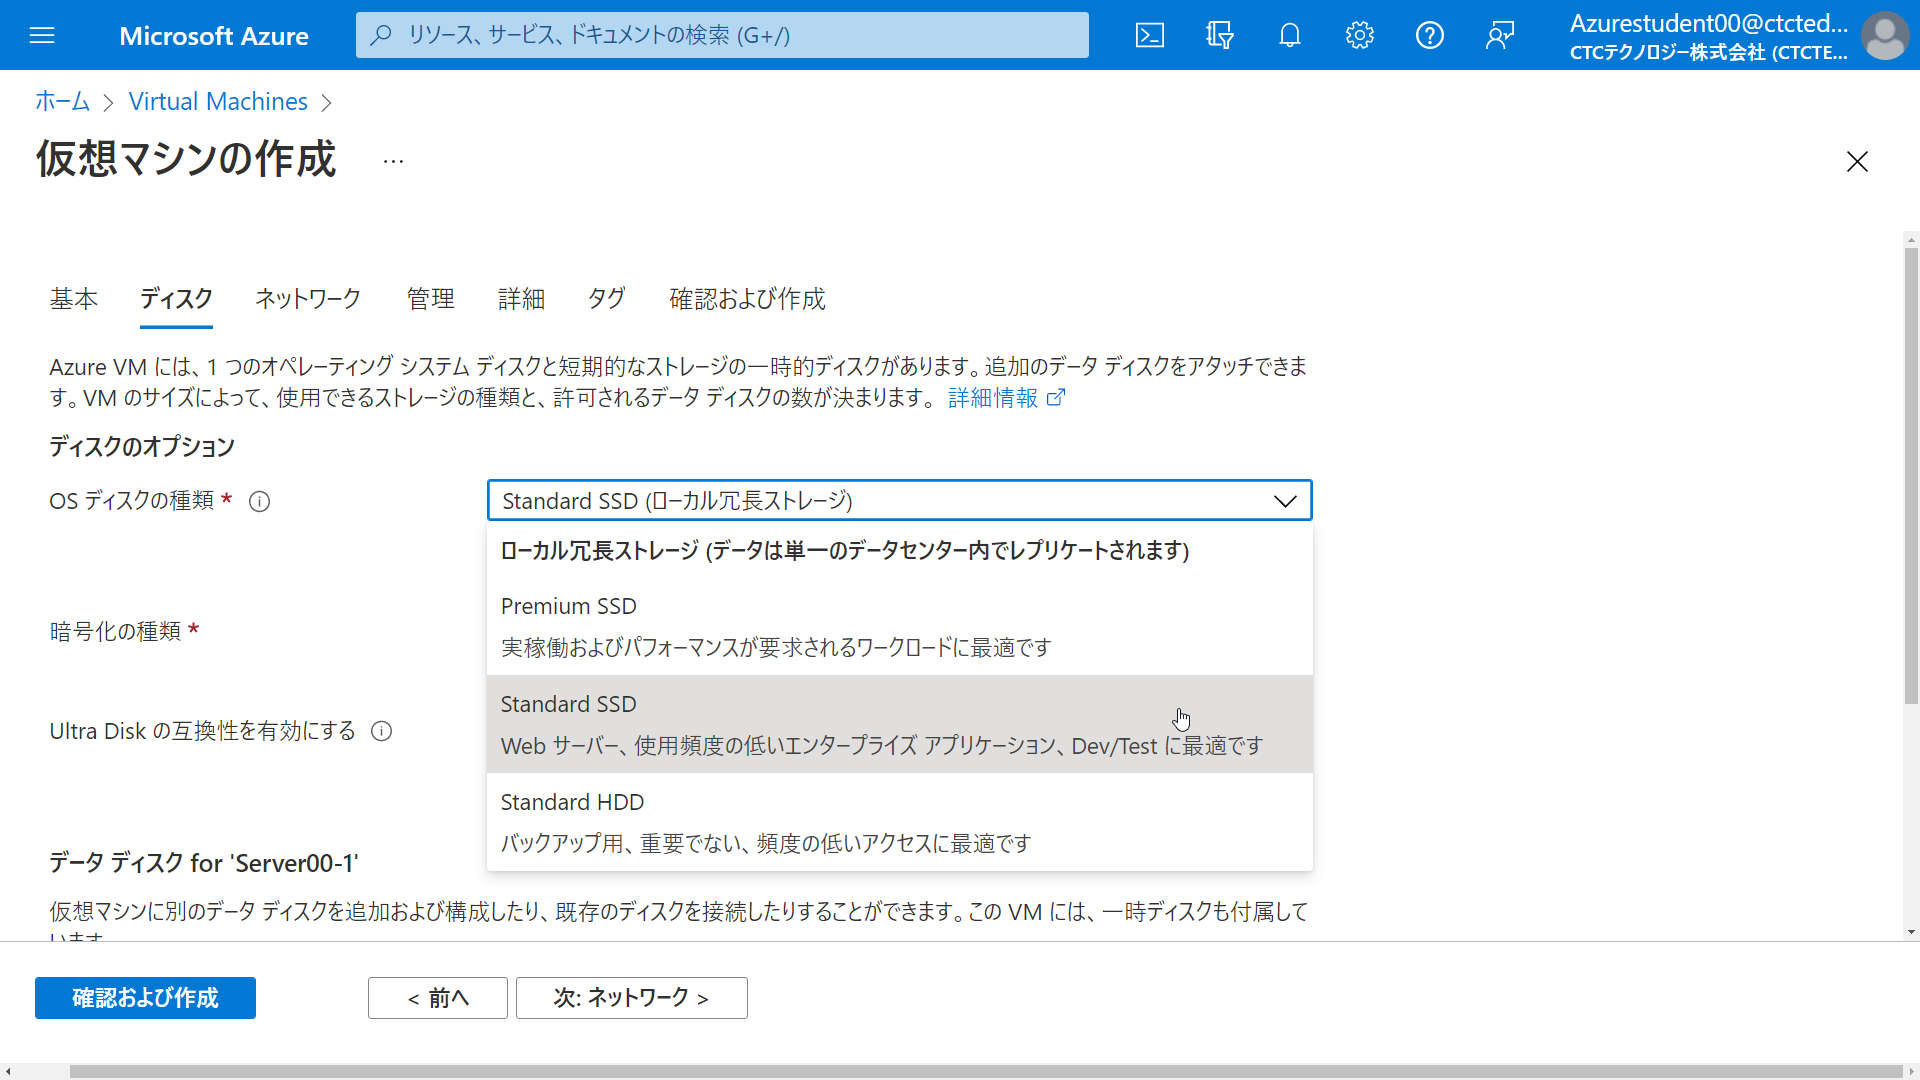 Microsoft Azure
リソース、サービス、ドキュメントの検索 (G+/)
Azurestudent00@ctcted...
CTCテクノロジー株式会社 (CTCTE...
ホーム > Virtual Machines >
仮想マシンの作成 ...
基本 ディスク ネットワーク 管理 詳細 タグ 確認および作成
Azure VM には、1 つのオペレーティング システム ディスクと短期的なストレージの一時的ディスクがあります。追加のデータ ディスクをアタッチできま
す。VM のサイズによって、使用できるストレージの種類と、許可されるデータ ディスクの数が決まります。 詳細情報
ディスクのオプション
OS ディスクの種類 *
Standard SSD (ローカル冗長ストレージ)
ローカル冗長ストレージ (データは単一のデータセンター内でレプリケートされます)
Premium SSD
実稼働およびパフォーマンスが要求されるワークロードに最適です
Standard SSD
Web サーバー、使用頻度の低いエンタープライズ アプリケーション、Dev/Test に最適です
Standard HDD
バックアップ用、重要でない、頻度の低いアクセスに最適です
暗号化の種類 *
Ultra Disk の互換性を有効にする
データ ディスク for 'Server00-1'
仮想マシンに別のデータ ディスクを追加および構成したり、既存のディスクを接続したりすることができます。この VM には、一時ディスクも付属して
います。
確認および作成
< 前へ
次: ネットワーク >